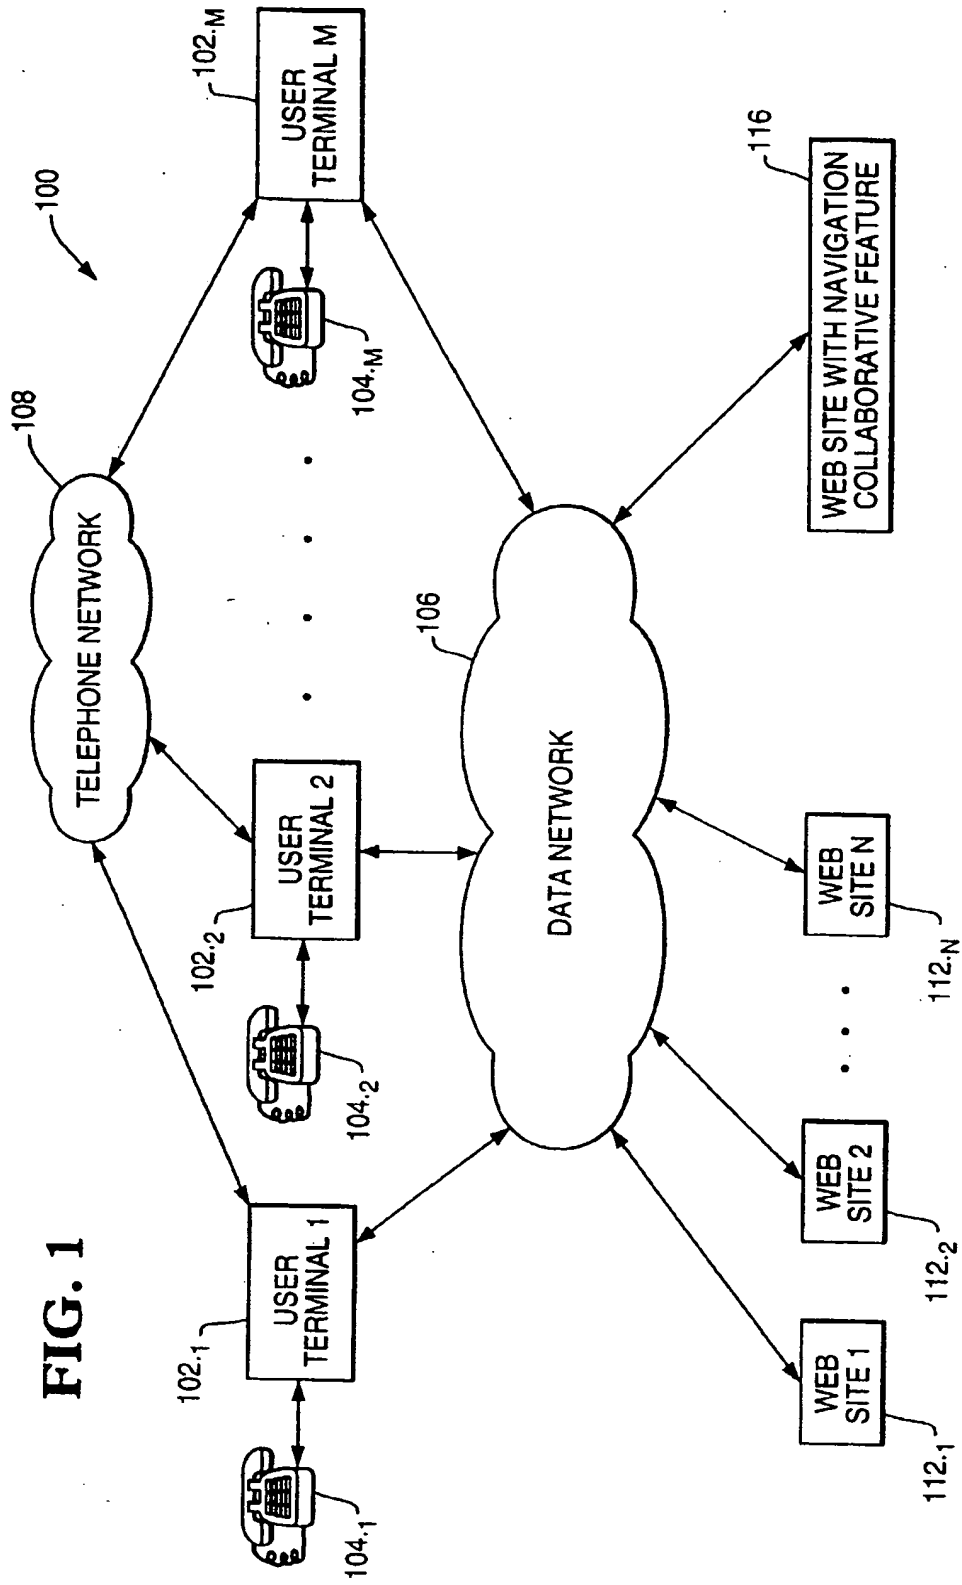 FIG. 1
100
TELEPHONE NETWORK
108
102.1
USER
TERMINAL 1
104.1
102.2
USER
TERMINAL 2
104.2
102.M
USER
TERMINAL M
104.M
106
DATA NETWORK
WEB
SITE 1
112.1
WEB
SITE 2
112.2
WEB
SITE N
112.N
116
WEB SITE WITH NAVIGATION
COLLABORATIVE FEATURE